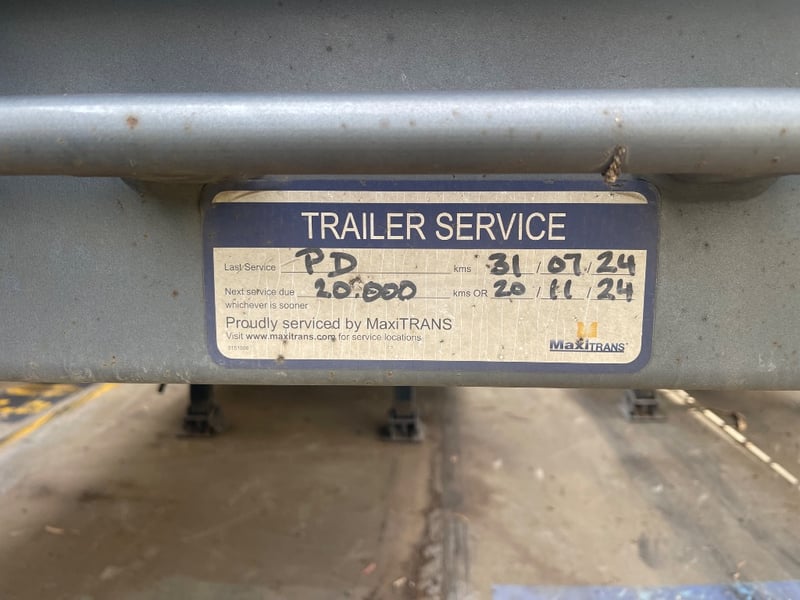 TRAILER SERVICE
Last Service PD kms 31 / 07 / 24
Next service due 20.000 kms OR 20 / 11 / 24
whichever is sooner
Proudly serviced by MaxiTRANS
Visit www.maxitrans.com for service locations
MaxiTRANS